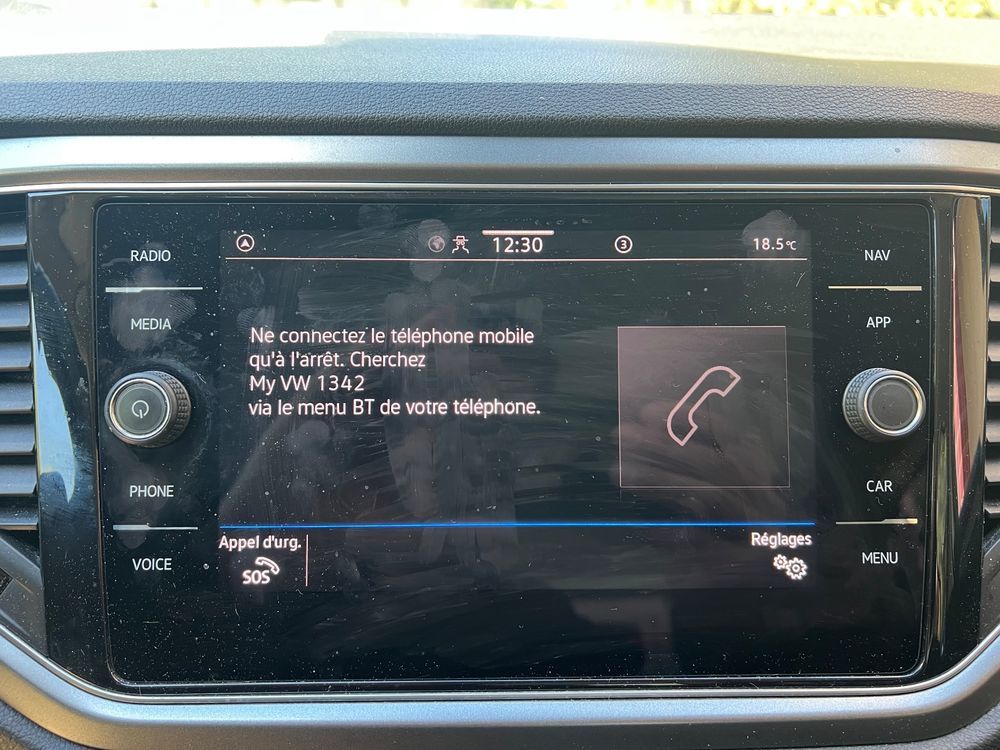 RADIO
MEDIA
PHONE
VOICE
12:30
3
18.5°C
Ne connectez le téléphone mobile
qu'à l'arrêt. Cherchez
My VW 1342
via le menu BT de votre téléphone.
Appel d'urg.
SOS
Réglages
NAV
APP
CAR
MENU